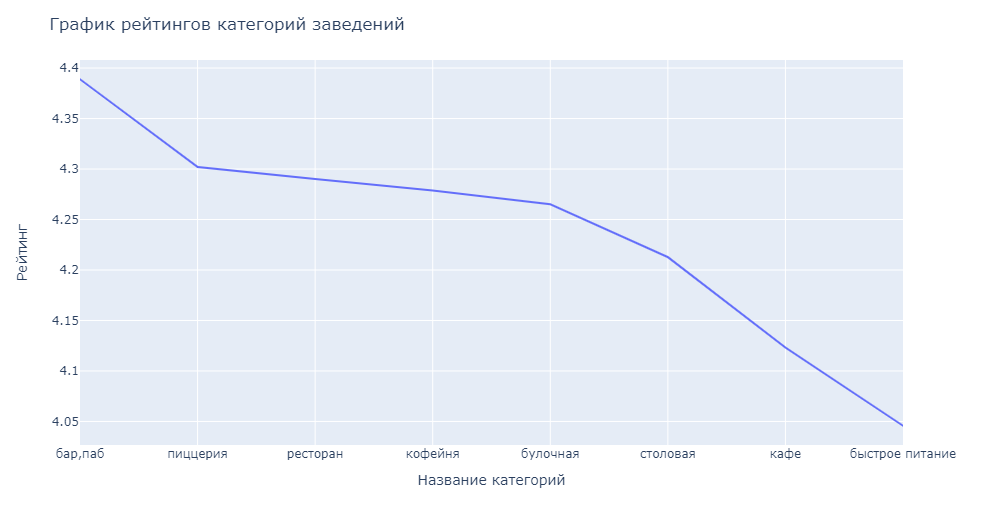 График рейтингов категорий заведений
4.4
4.35
4.3
4.25
4.2
4.15
4.1
4.05
Рейтинг
бар,паб пиццерия ресторан кофейня булочная столовая кафе быстрое питание
Название категорий